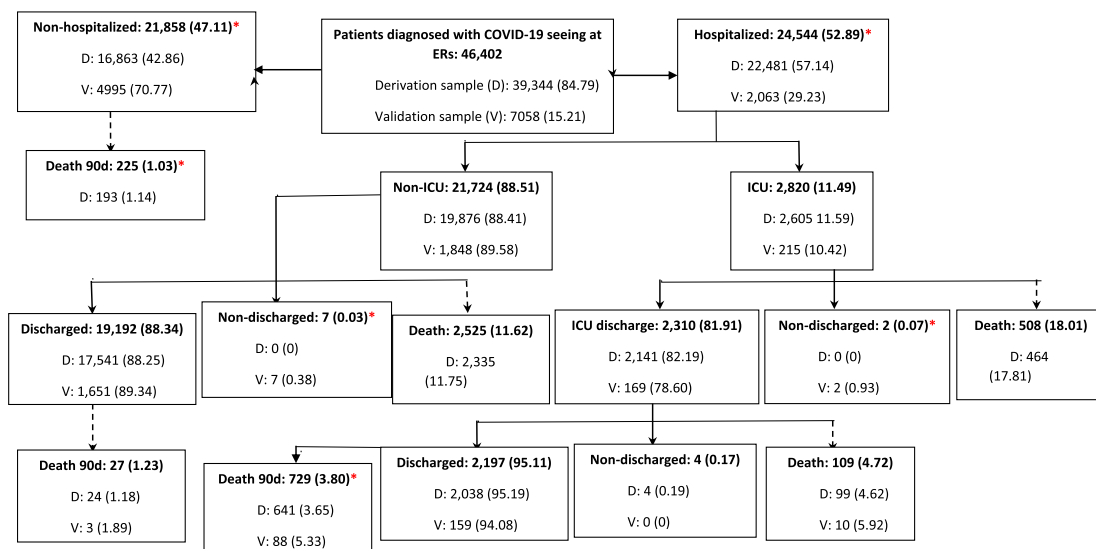 Non-hospitalized: 21,858 (47.11)*
D: 16,863 (42.86)
V: 4995 (70.77)
Patients diagnosed with COVID-19 seeing at
ERs: 46,402
Derivation sample (D): 39,344 (84.79)
Validation sample (V): 7058 (15.21)
Hospitalized: 24,544 (52.89)*
D: 22,481 (57.14)
V: 2,063 (29.23)
Death 90d: 225 (1.03)*
D: 193 (1.14)
Non-ICU: 21,724 (88.51)
D: 19,876 (88.41)
V: 1,848 (89.58)
ICU: 2,820 (11.49)
D: 2,605 11.59)
V: 215 (10.42)
Discharged: 19,192 (88.34)
D: 17,541 (88.25)
V: 1,651 (89.34)
Non-discharged: 7 (0.03)*
D: 0 (0)
V: 7 (0.38)
Death: 2,525 (11.62)
D: 2,335
(11.75)
ICU discharge: 2,310 (81.91)
D: 2,141 (82.19)
V: 169 (78.60)
Non-discharged: 2 (0.07)*
D: 0 (0)
V: 2 (0.93)
Death: 508 (18.01)
D: 464
(17.81)
Death 90d: 27 (1.23)
D: 24 (1.18)
V: 3 (1.89)
Death 90d: 729 (3.80)*
D: 641 (3.65)
V: 88 (5.33)
Discharged: 2,197 (95.11)
D: 2,038 (95.19)
V: 159 (94.08)
Non-discharged: 4 (0.17)
D: 4 (0.19)
V: 0 (0)
Death: 109 (4.72)
D: 99 (4.62)
V: 10 (5.92)